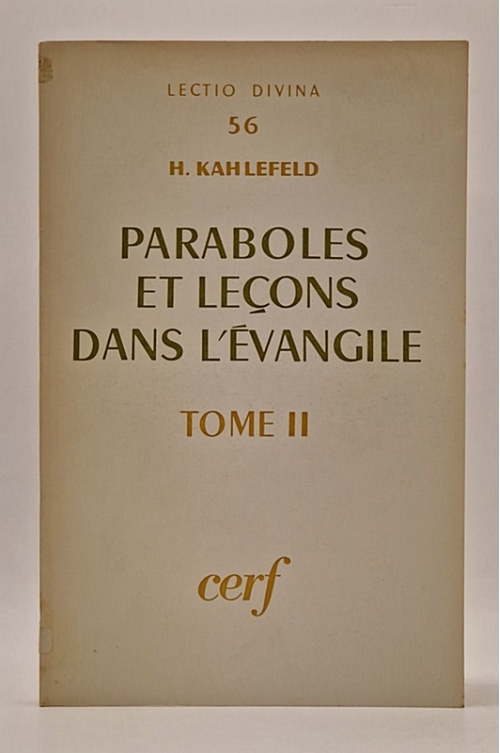 LECTIO DIVINA
56
H. KAHLEFELD
PARABOLES
ET LEÇONS
DANS L'ÉVANGILE
TOME II
cerf